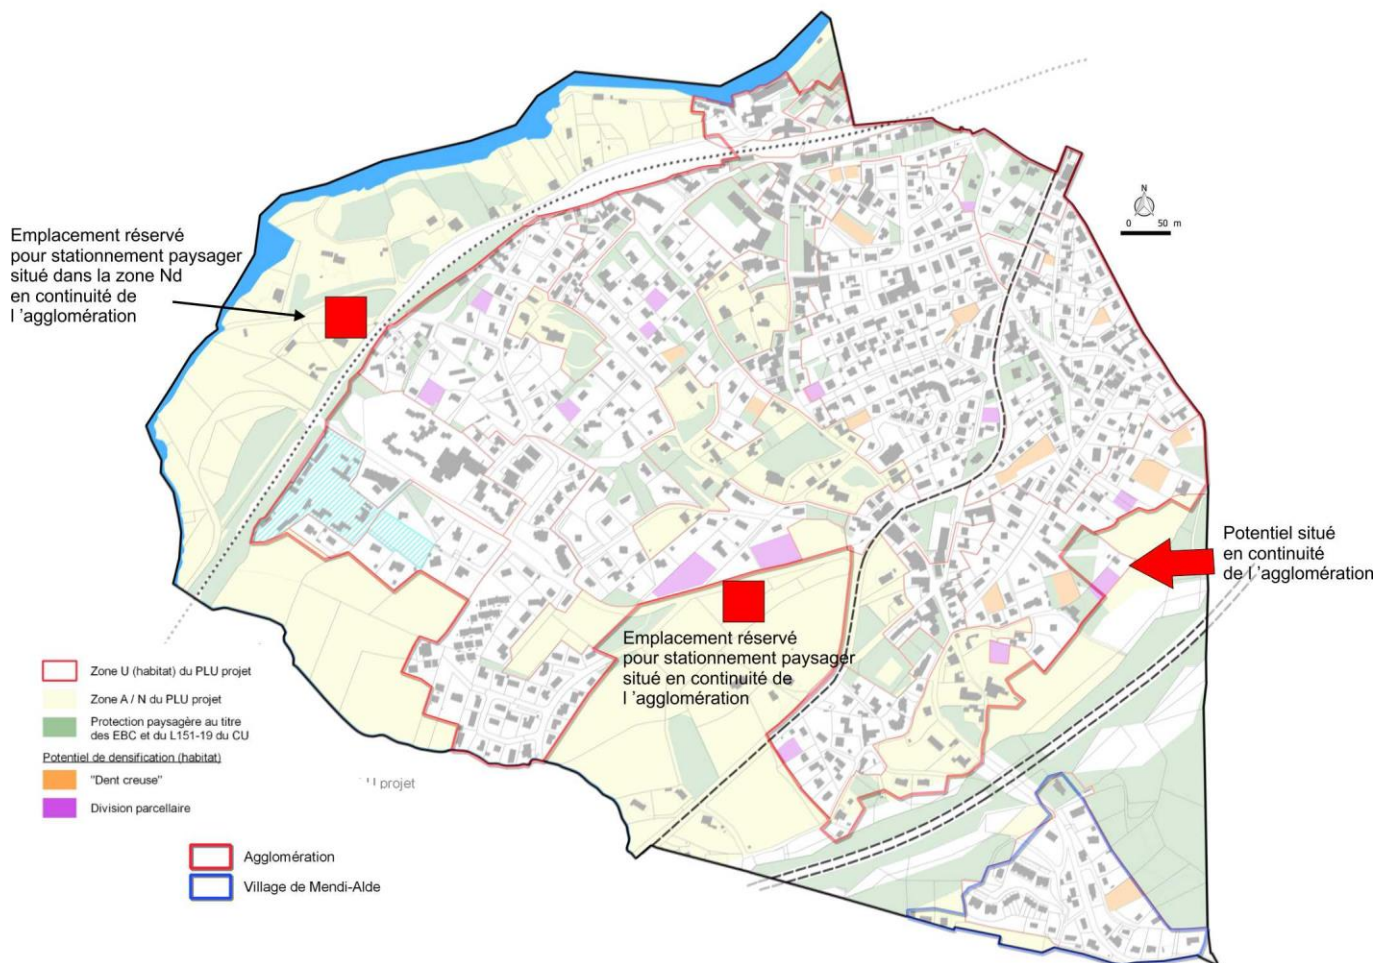 Emplacement réservé
pour stationnement paysager
situé dans la zone Nd
en continuité de
l 'agglomération
N
0 50 m
Potentiel situé
en continuité
de l 'agglomération
Emplacement réservé
pour stationnement paysager
situé en continuité de
l 'agglomération
Zone U (habitat) du PLU projet
Zone A / N du PLU projet
Protection paysagère au titre
des EBC et du L151-19 du CU
Potentiel de densification (habitat)
"Dent creuse"
Division parcellaire
projet
Agglomération
Village de Mendi-Alde